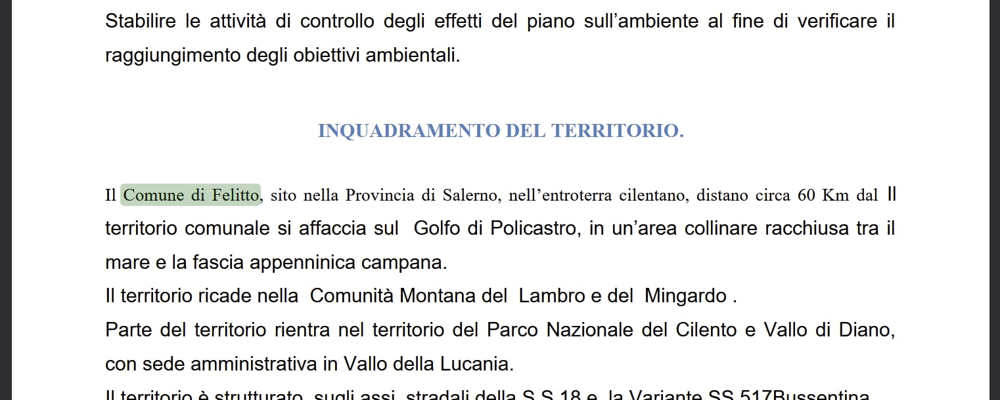 Stabilire le attività di controllo degli effetti del piano sull’ambiente al fine di verificare il
raggiungimento degli obiettivi ambientali.
INQUADRAMENTO DEL TERRITORIO.
Il Comune di Felitto, sito nella Provincia di Salerno, nell’entroterra cilentano, distano circa 60 Km dal Il
territorio comunale si affaccia sul Golfo di Policastro, in un’area collinare racchiusa tra il
mare e la fascia appenninica campana.
Il territorio ricade nella Comunità Montana del Lambro e del Mingardo .
Parte del territorio rientra nel territorio del Parco Nazionale del Cilento e Vallo di Diano,
con sede amministrativa in Vallo della Lucania.
Il territorio è strutturato sugli assi stradali della S.S.18 e la Variante SS 517Bussentina